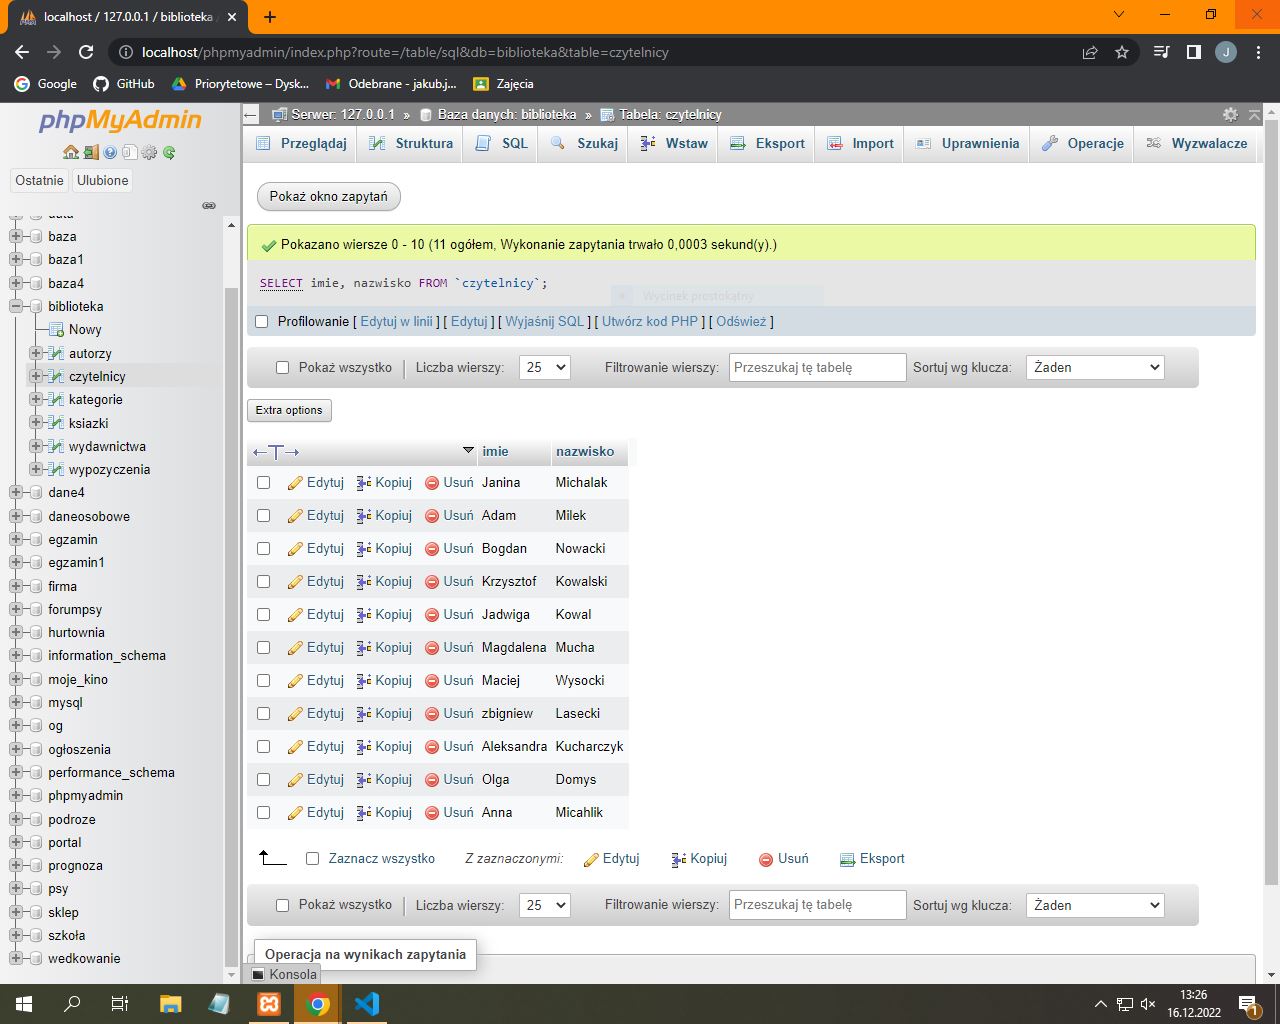 localhost / 127.0.0.1 / biblioteka /
localhost/phpmyadmin/index.php?route=/table/sql&db=biblioteka&table=czytelnicy
J
Google GitHub Priorytetowe – Dysk... Odebrane - jakub.j... Zajęcia
phpMyAdmin
Ostatnie Ulubione
baza
baza1
baza4
biblioteka
Nowy
autorzy
czytelnicy
kategorie
ksiazki
wydawnictwa
wypozyczenia
dane4
daneosobowe
egzamin
egzamin1
firma
forumpsy
hurtownia
information_schema
moje_kino
mysql
og
ogłoszenia
performance_schema
phpmyadmin
podroze
portal
prognoza
psy
sklep
szkoła
wedkowanie
Serwer: 127.0.0.1 » Baza danych: biblioteka » Tabela: czytelnicy
Przeglądaj Struktura SQL Szukaj Wstaw Eksport Import Uprawnienia Operacje Wyzwalacze
Pokaż okno zapytań
Pokazano wiersze 0 - 10 (11 ogółem, Wykonanie zapytania trwało 0,0003 sekund(y).)
SELECT imie, nazwisko FROM `czytelnicy`;
Wycinek prostokątny
Profilowanie [ Edytuj w linii ] [ Edytuj ] [ Wyjaśnij SQL ] [ Utwórz kod PHP ] [ Odśwież ]
Pokaż wszystko Liczba wierszy: 25 Filtrowanie wierszy: Przeszukaj tę tabelę Sortuj wg klucza: Żaden
Extra options
←T→ imie nazwisko
Edytuj Kopiuj Usuń Janina Michalak
Edytuj Kopiuj Usuń Adam Milek
Edytuj Kopiuj Usuń Bogdan Nowacki
Edytuj Kopiuj Usuń Krzysztof Kowalski
Edytuj Kopiuj Usuń Jadwiga Kowal
Edytuj Kopiuj Usuń Magdalena Mucha
Edytuj Kopiuj Usuń Maciej Wysocki
Edytuj Kopiuj Usuń zbigniew Lasecki
Edytuj Kopiuj Usuń Aleksandra Kucharczyk
Edytuj Kopiuj Usuń Olga Domys
Edytuj Kopiuj Usuń Anna Micahlik
Zaznacz wszystko Z zaznaczonymi: Edytuj Kopiuj Usuń Eksport
Pokaż wszystko Liczba wierszy: 25 Filtrowanie wierszy: Przeszukaj tę tabelę Sortuj wg klucza: Żaden
Operacja na wynikach zapytania
Konsola
13:26
16.12.2022
1